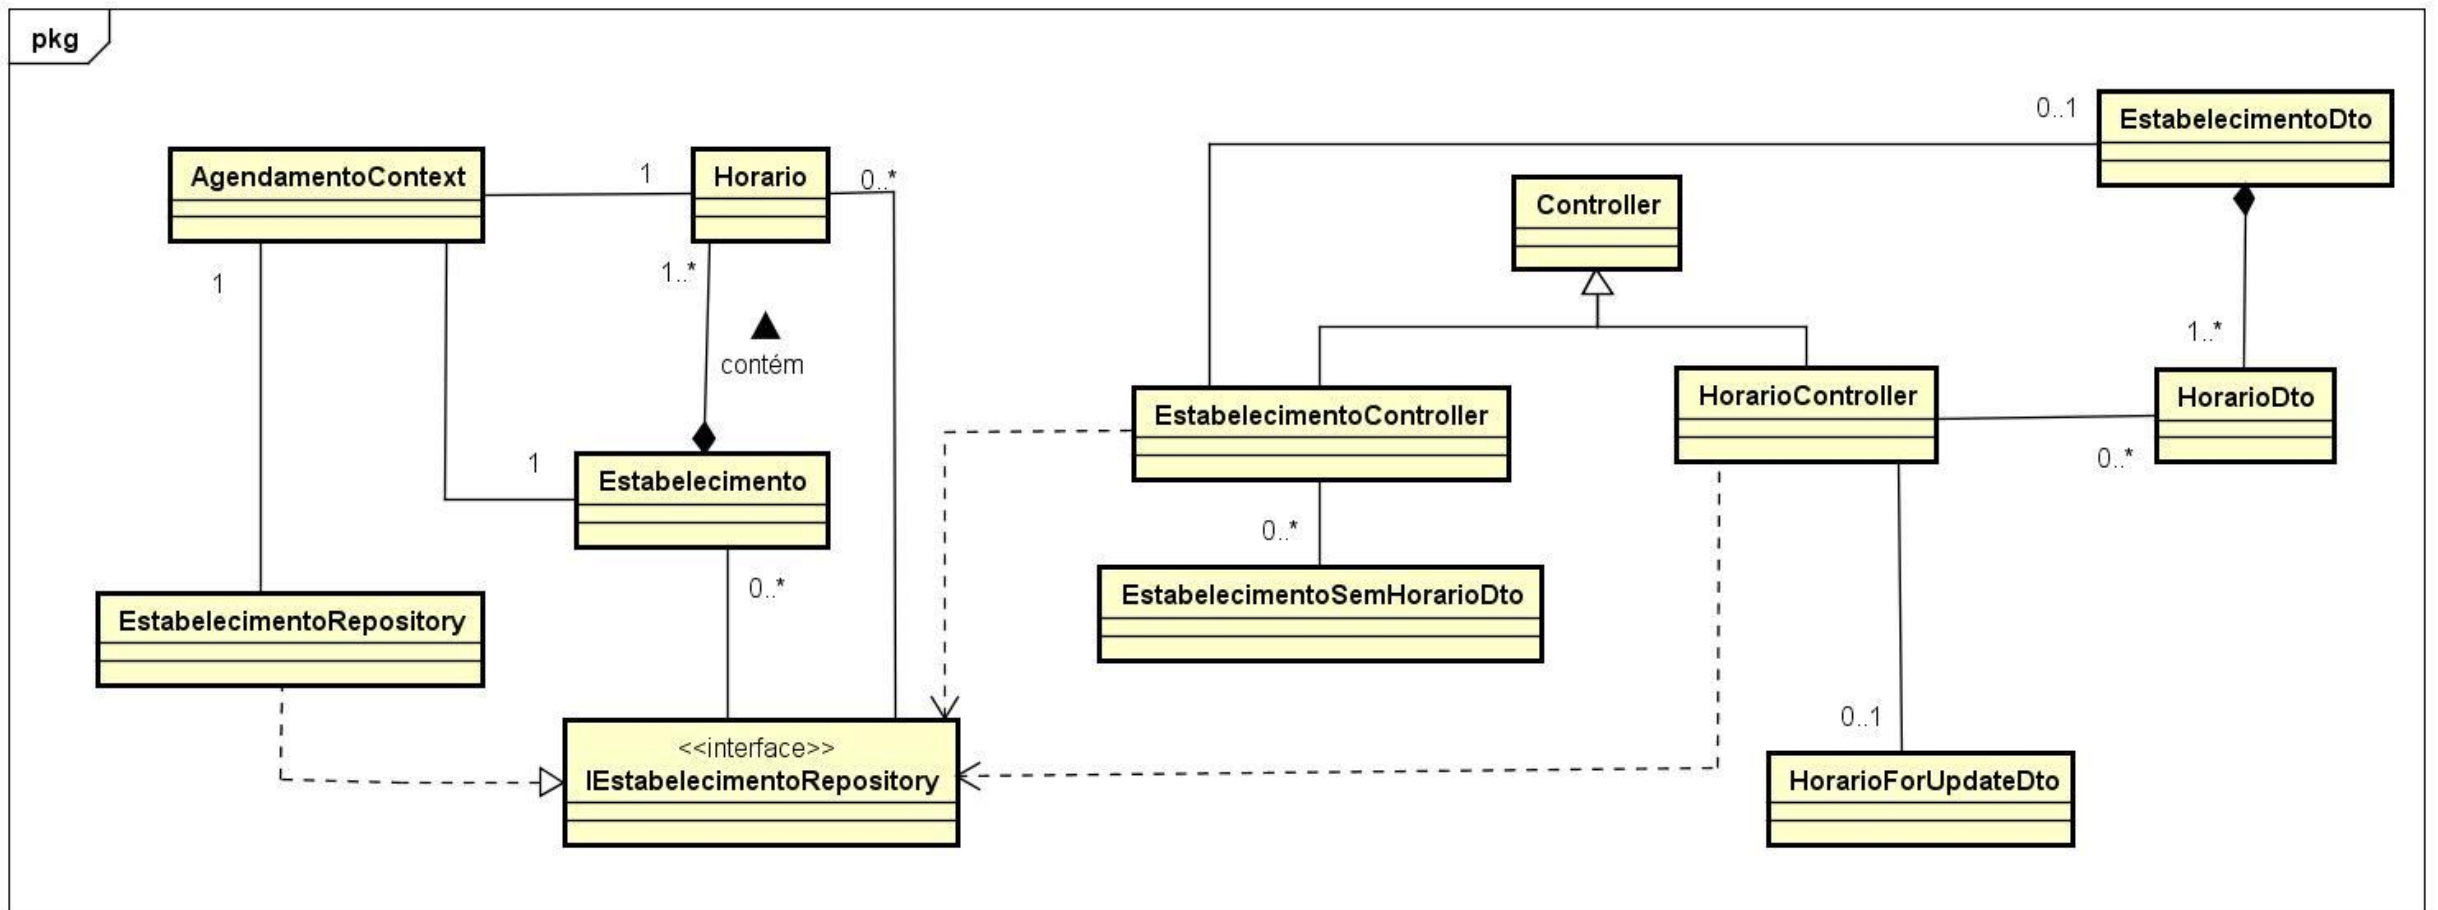 pkg
0..1
EstabelecimentoDto
AgendamentoContext
1
Horario
0..*
Controller
1
1..*
contém
1..*
EstabelecimentoController
HorarioController
HorarioDto
1
Estabelecimento
0..*
0..*
0..*
EstabelecimentoSemHorarioDto
EstabelecimentoRepository
0..1
<<interface>>
IEstabelecimentoRepository
HorarioForUpdateDto